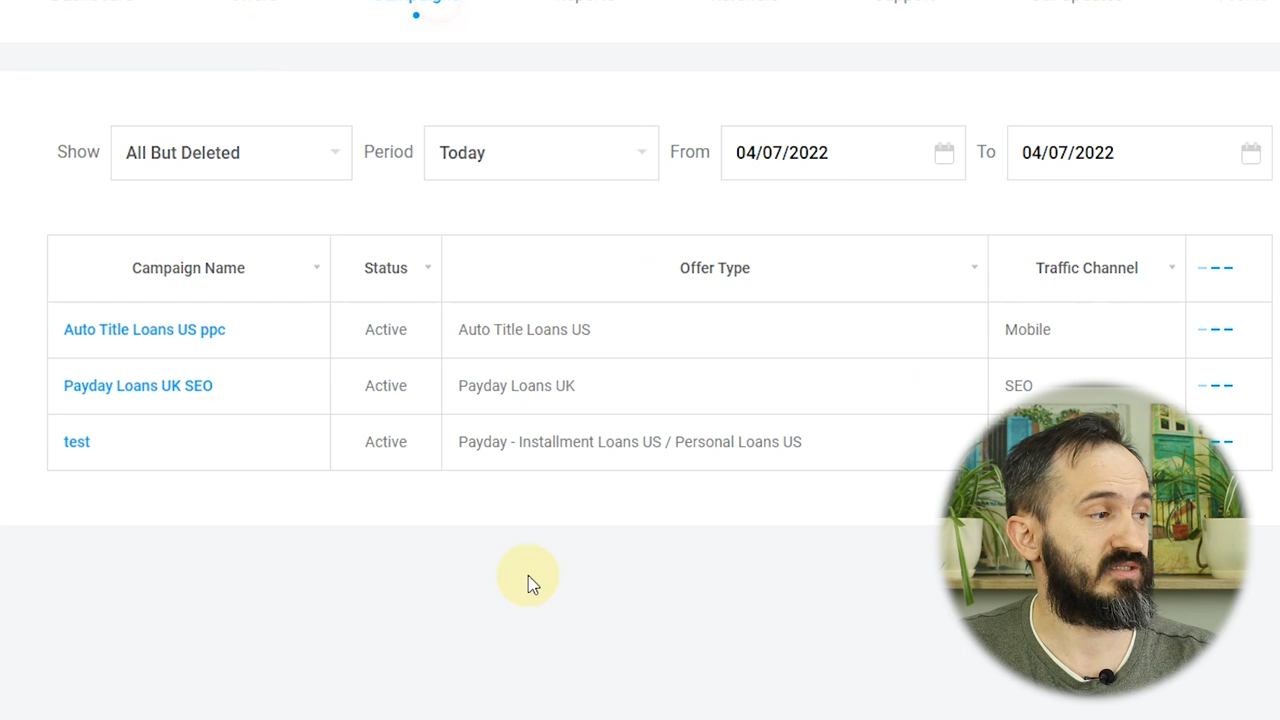 Show All But Deleted Period Today From 04/07/2022 To 04/07/2022
Campaign Name Status Offer Type Traffic Channel
Auto Title Loans US ppc Active Auto Title Loans US Mobile
Payday Loans UK SEO Active Payday Loans UK SEO
test Active Payday - Installment Loans US / Personal Loans US